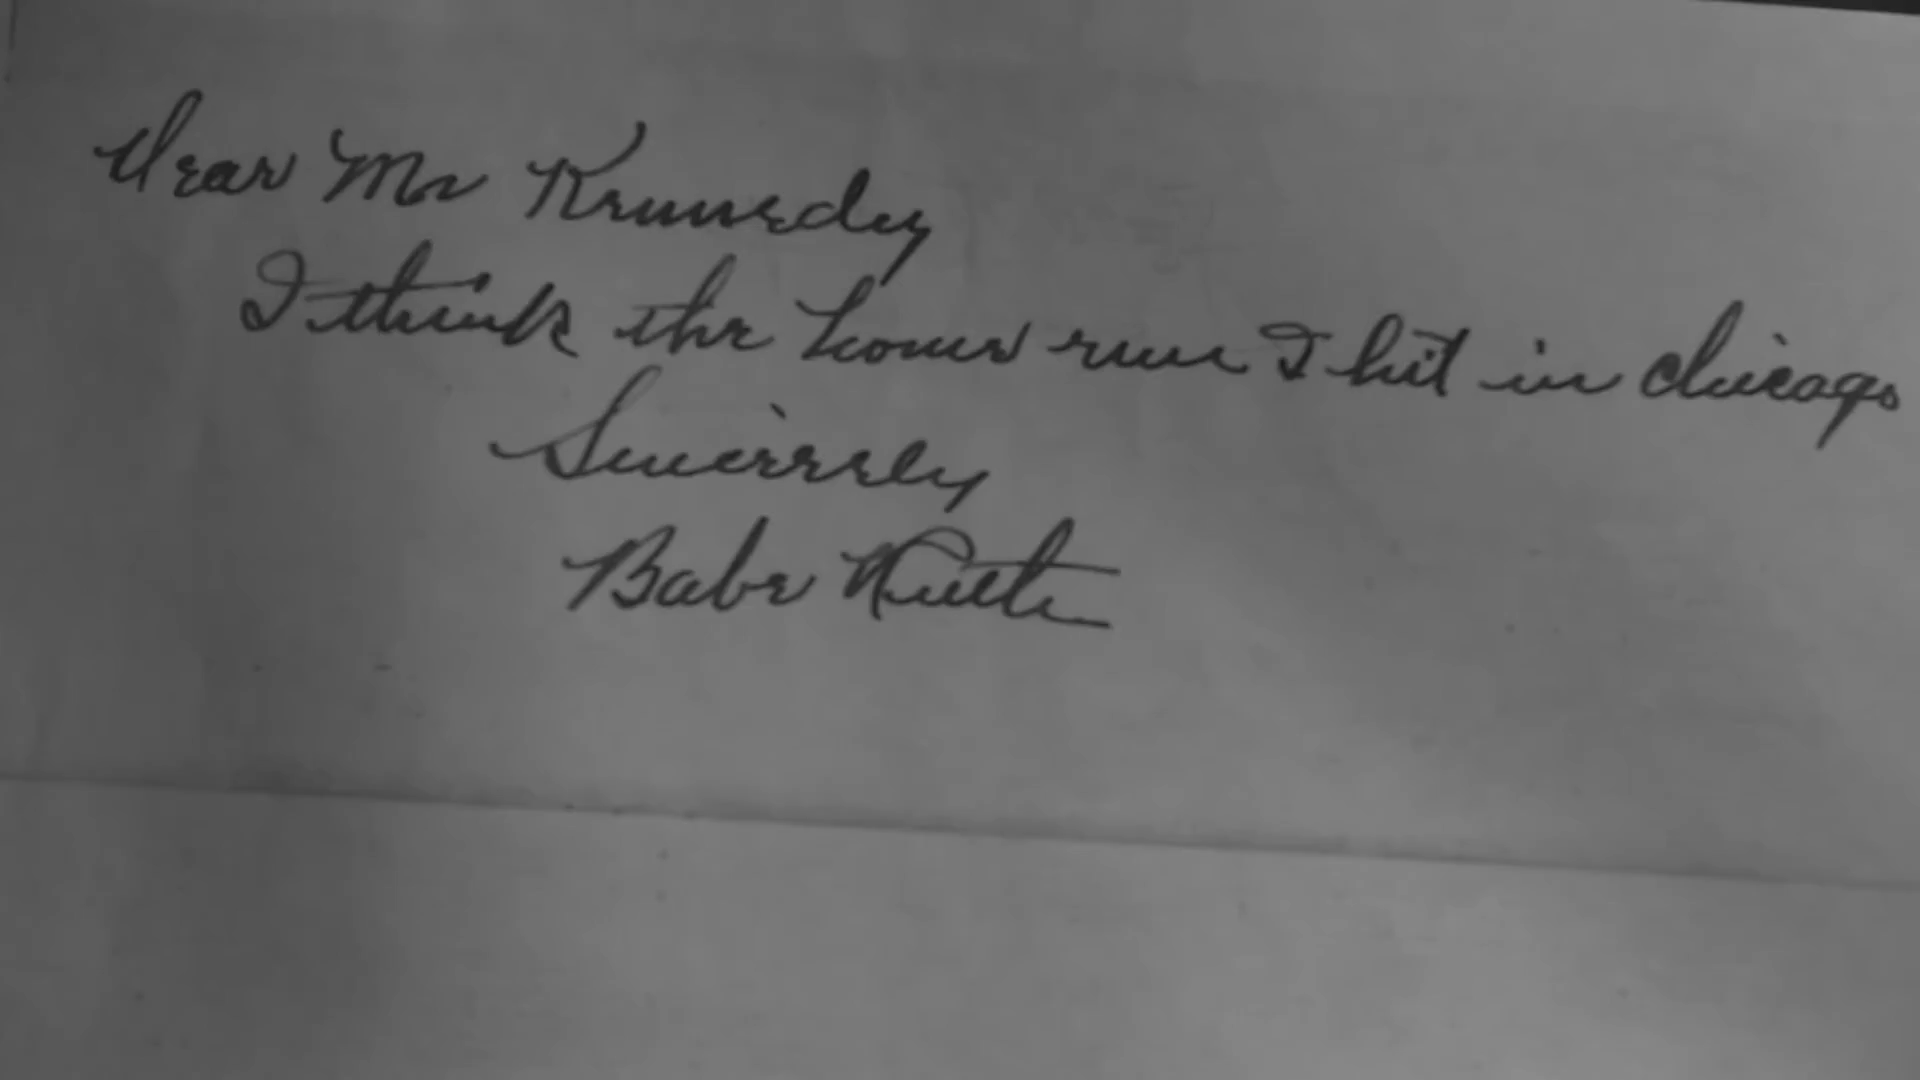 Dear Mr Kennedy
I think the home run I hit in Chicago
Sincerely
Babe Ruth